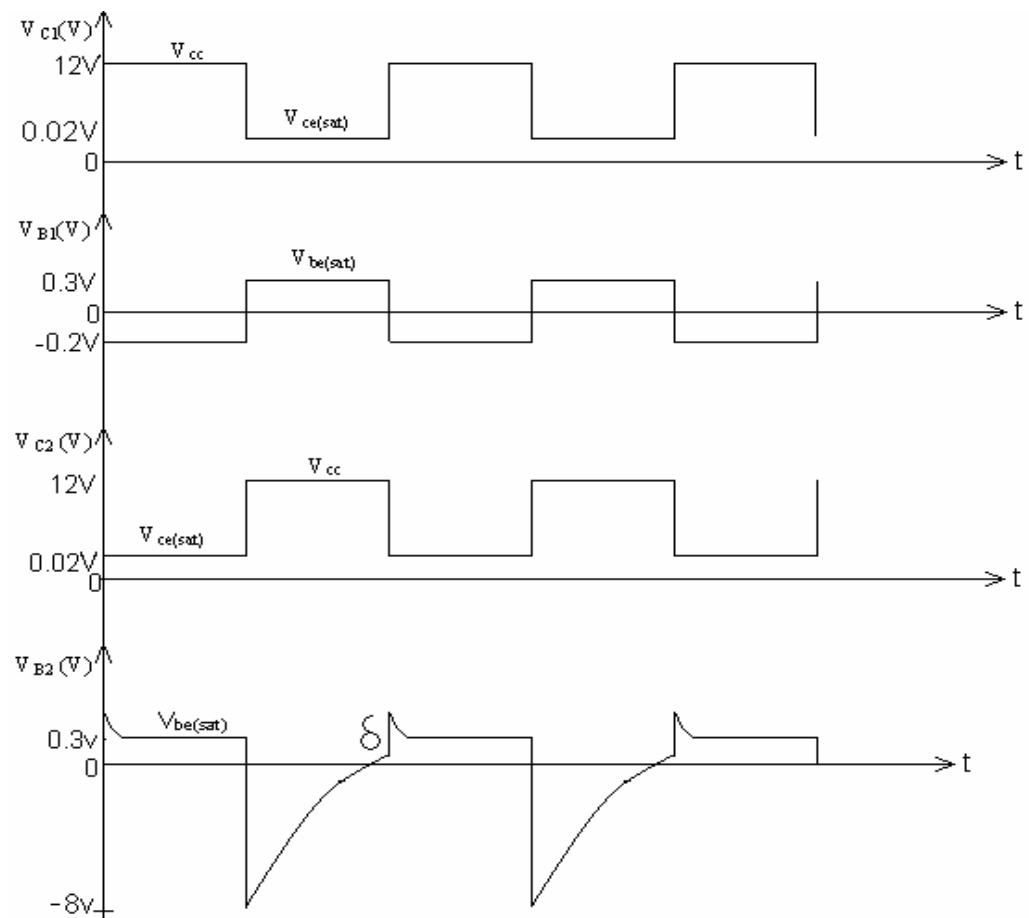 V C1(V)
V cc
12V
V ce(sat)
0.02V
0
t
V B1(V)
V be(sat)
0.3V
0
t
-0.2V
V C2 (V)
V cc
12V
V ce(sat)
0.02V
0
t
V B2 (V)
V be(sat)
δ
0.3v
0
t
-8v